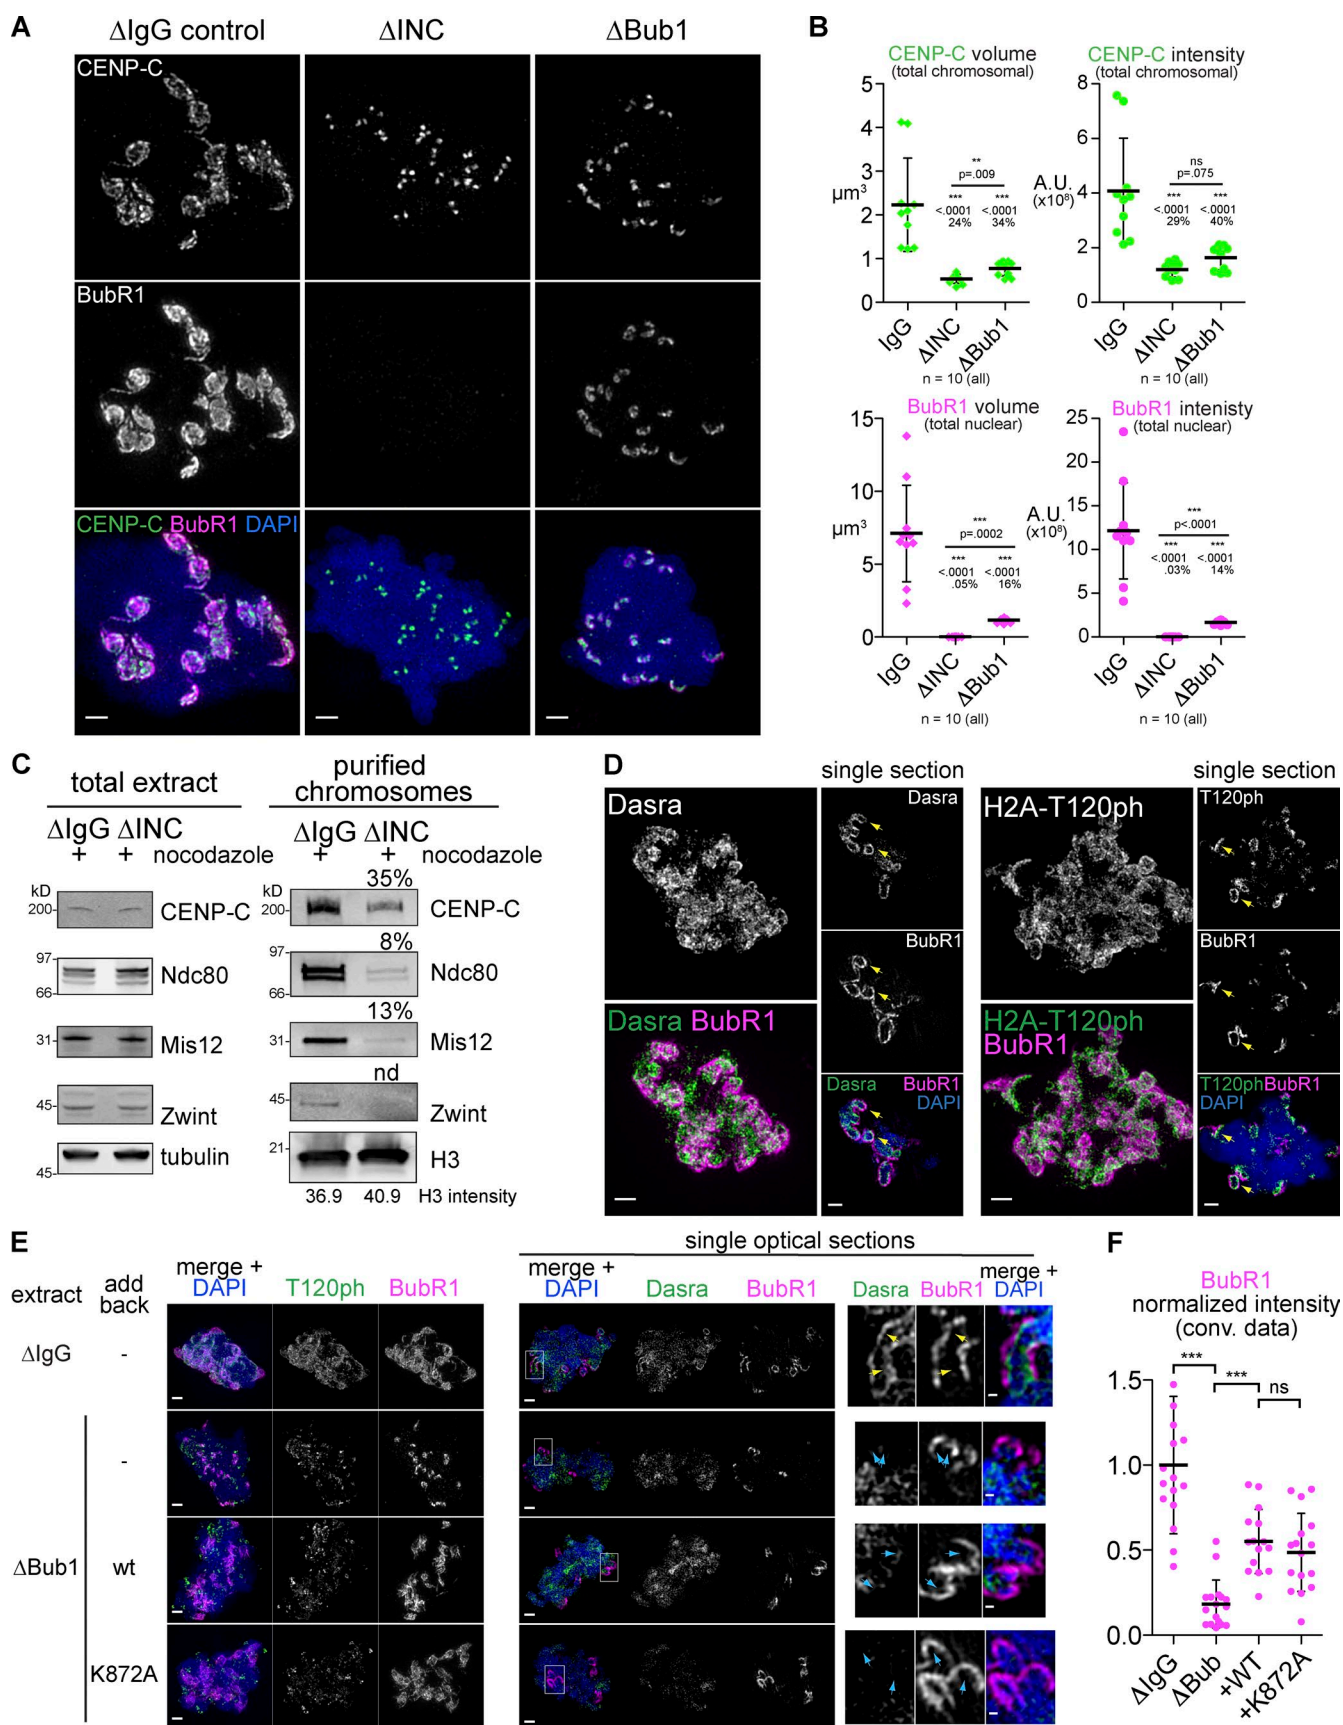 A
ΔIgG control
ΔINC
ΔBub1
CENP-C
BubR1
CENP-C BubR1 DAPI
B
CENP-C volume
(total chromosomal)
5
4
3
2
1
0
µm³
**
p=.009
***
<.0001
24%
***
<.0001
34%
IgG
ΔINC
ΔBub1
n = 10 (all)
CENP-C intensity
(total chromosomal)
8
6
4
2
0
A.U.
(x10⁸)
ns
p=.075
***
<.0001
29%
***
<.0001
40%
IgG
ΔINC
ΔBub1
n = 10 (all)
BubR1 volume
(total nuclear)
15
10
5
0
µm³
***
p=.0002
***
<.0001
.05%
***
<.0001
16%
IgG
ΔINC
ΔBub1
n = 10 (all)
BubR1 intenisty
(total nuclear)
25
20
15
10
5
0
A.U.
(x10⁸)
***
p<.0001
***
<.0001
.03%
***
<.0001
14%
IgG
ΔINC
ΔBub1
n = 10 (all)
C
total extract
ΔIgG ΔINC
+ + nocodazole
kD
200
CENP-C
97
66
Ndc80
31
Mis12
45
Zwint
45
tubulin
purified
chromosomes
ΔIgG ΔINC
+ + nocodazole
35%
kD
200
CENP-C
8%
97
66
Ndc80
13%
31
Mis12
nd
45
Zwint
21
H3
36.9 40.9 H3 intensity
D
Dasra
Dasra BubR1
single section
Dasra
BubR1
Dasra BubR1
DAPI
H2A-T120ph
H2A-T120ph
BubR1
single section
T120ph
BubR1
T120phBubR1
DAPI
E
extract
add
back
merge +
DAPI
T120ph
BubR1
single optical sections
merge +
DAPI
Dasra
BubR1
Dasra
BubR1
merge +
DAPI
ΔIgG
-
ΔBub1
-
wt
K872A
F
BubR1
normalized intensity
(conv. data)
***
***
ns
1.5
1.0
0.5
0.0
ΔIgG
ΔBub
+WT
+K872A